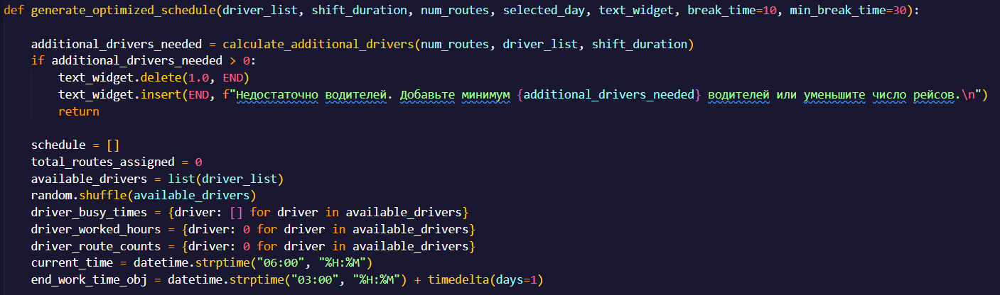 def generate_optimized_schedule(driver_list, shift_duration, num_routes, selected_day, text_widget, break_time=10, min_break_time=30):
additional_drivers_needed = calculate_additional_drivers(num_routes, driver_list, shift_duration)
if additional_drivers_needed > 0:
text_widget.delete(1.0, END)
text_widget.insert(END, f"Недостаточно водителей. Добавьте минимум {additional_drivers_needed} водителей или уменьшите число рейсов.\n")
return
schedule = []
total_routes_assigned = 0
available_drivers = list(driver_list)
random.shuffle(available_drivers)
driver_busy_times = {driver: [] for driver in available_drivers}
driver_worked_hours = {driver: 0 for driver in available_drivers}
driver_route_counts = {driver: 0 for driver in available_drivers}
current_time = datetime.strptime("06:00", "%H:%M")
end_work_time_obj = datetime.strptime("03:00", "%H:%M") + timedelta(days=1)